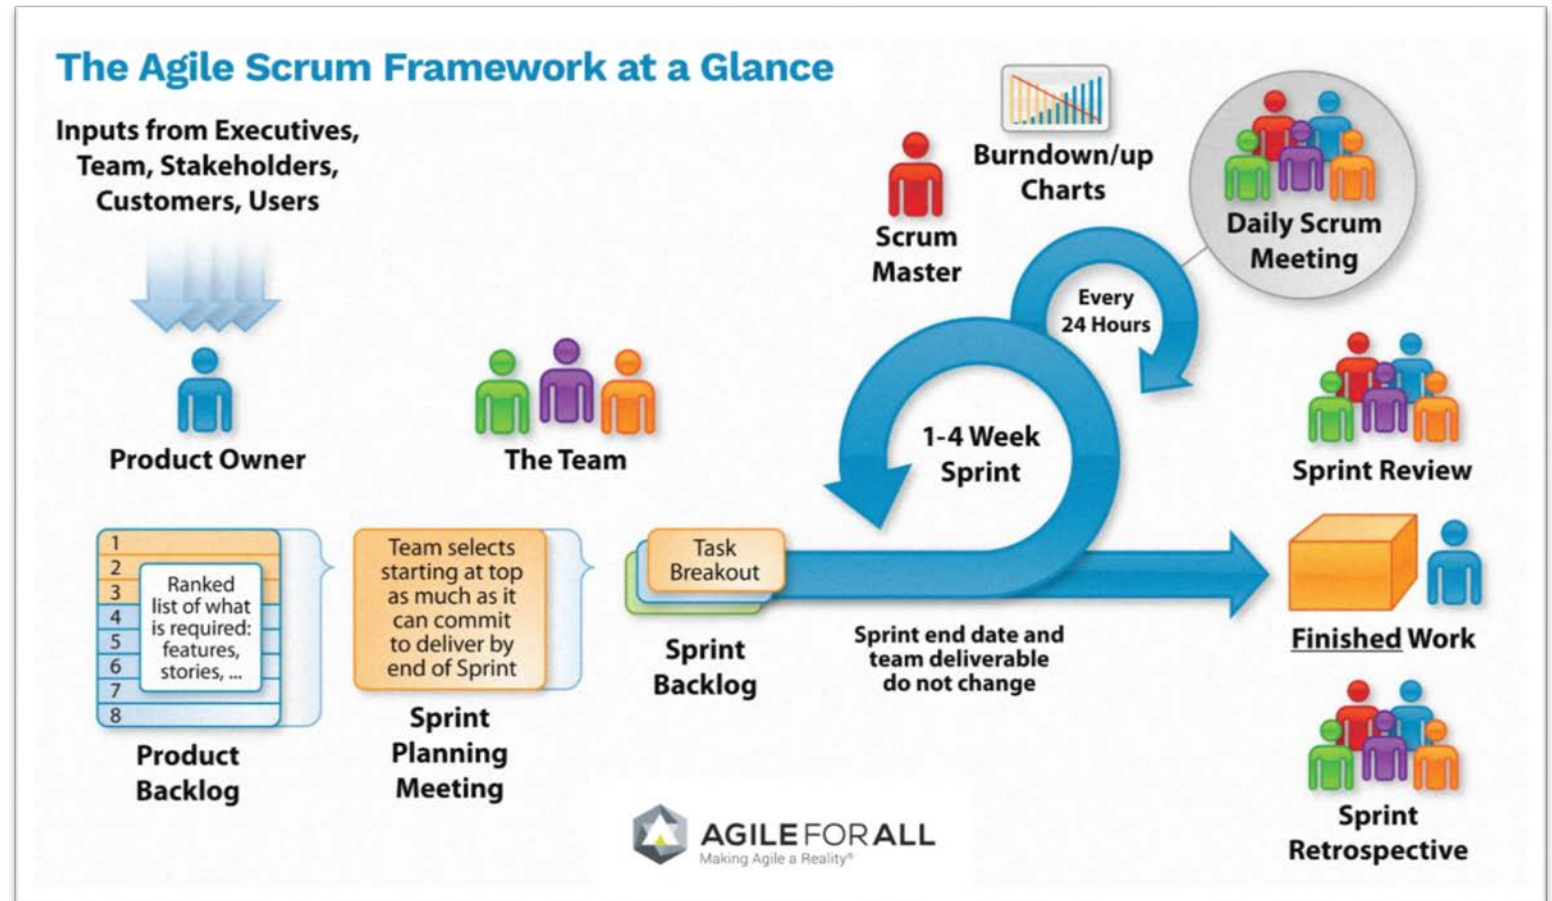 The Agile Scrum Framework at a Glance
Inputs from Executives,
Team, Stakeholders,
Customers, Users
Product Owner
The Team
Scrum
Master
Burndown/up
Charts
Daily Scrum
Meeting
Every
24 Hours
1-4 Week
Sprint
Sprint Review
1
2
3
4
5
6
7
8
Ranked
list of what
is required:
features,
stories, ...
Product
Backlog
Team selects
starting at top
as much as it
can commit
to deliver by
end of Sprint
Sprint
Planning
Meeting
Task
Breakout
Sprint
Backlog
Sprint end date and
team deliverable
do not change
Finished Work
Sprint
Retrospective
AGILE FOR ALL
Making Agile a Reality®